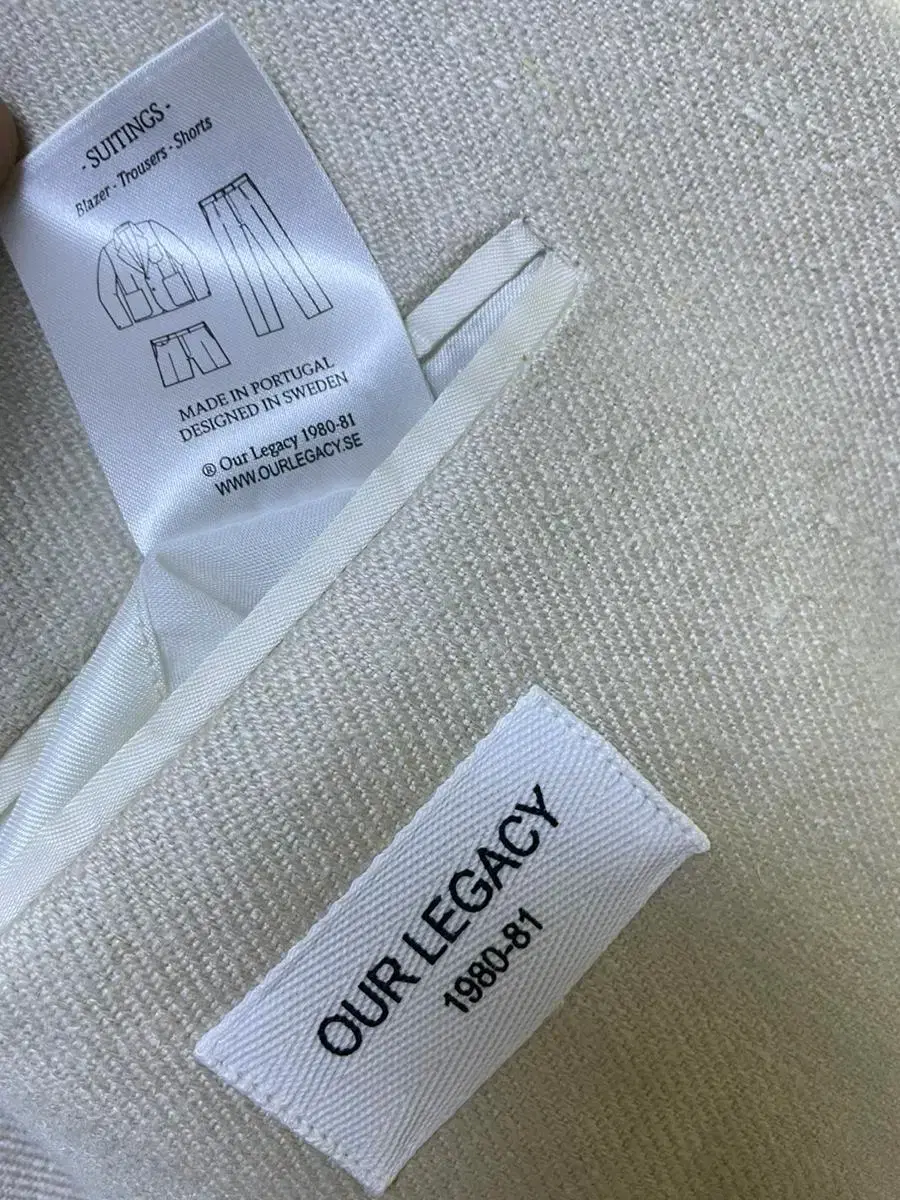 - SUITINGS -
Blazer - Trousers - Shorts
MADE IN PORTUGAL
DESIGNED IN SWEDEN
® Our Legacy 1980-81
WWW.OURLEGACY.SE
OUR LEGACY
1980-81